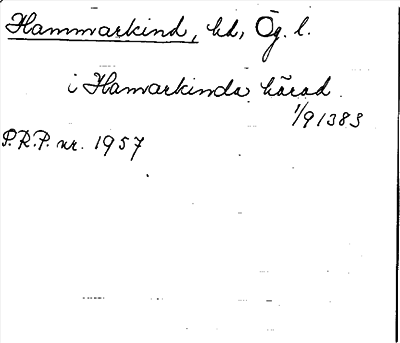 Hammarkind, hd, Ög. l.
i Hamarkinda härad
1/9 1383
P.R.P. nr. 1957